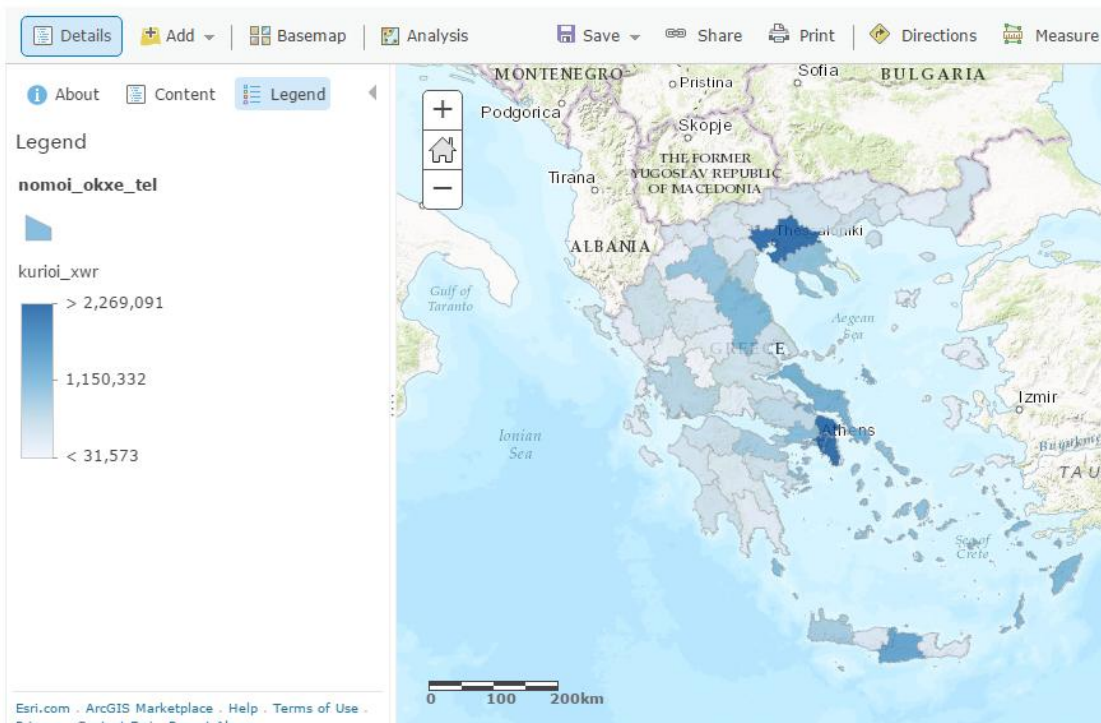 Details
Add
Basemap
Analysis
Save
Share
Print
Directions
Measure
About
Content
Legend
Legend
nomoi_okxe_tel
kurioi_xwr
> 2,269,091
1,150,332
< 31,573
Esri.com . ArcGIS Marketplace . Help . Terms of Use .
+
−
MONTENEGRO
Pristina
Sofia
BULGARIA
Podgorica
Skopje
THE FORMER
YUGOSLAV REPUBLIC
OF MACEDONIA
Tirana
Thessaloniki
ALBANIA
Gulf of
Taranto
Aegean
Sea
GREECE
Izmir
Athens
Ionian
Sea
TAU
Sea of
Crete
0 100 200km